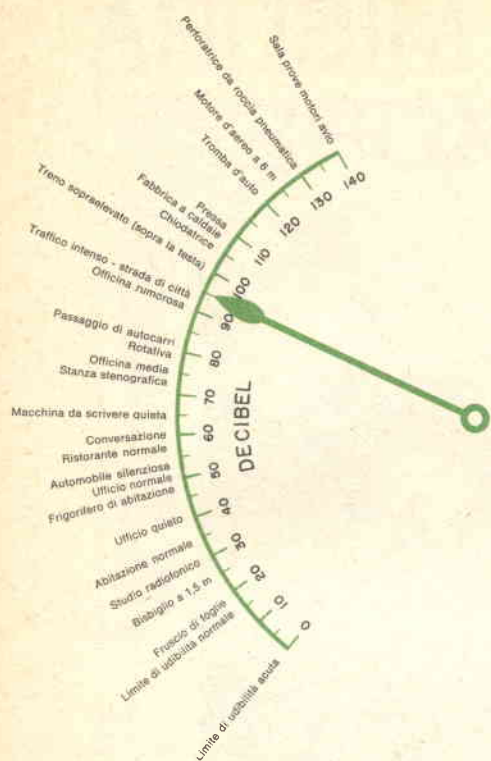 Sala prove motori avio
Perforatrice da roccia pneumatica
Motore d'aereo a 6 m
Tromba d'auto
Pressa
Fabbrica a caldaie
Chiodatrice
Treno sopraelevato (sopra la testa)
Traffico intenso - strada di città
Officina rumorosa
Passaggio di autocarri
Rotativa
Officina media
Stanza stenografica
Macchina da scrivere quieta
Conversazione
Ristorante normale
Automobile silenziosa
Ufficio normale
Frigorifero di abitazione
Ufficio quieto
Abitazione normale
Studio radiofonico
Bisbiglio a 1,5 m
Fruscio di foglie
Limite di udibilità normale
Limite di udibilità acuta
140
130
120
110
100
90
80
70
60
50
40
30
20
10
0
DECIBEL